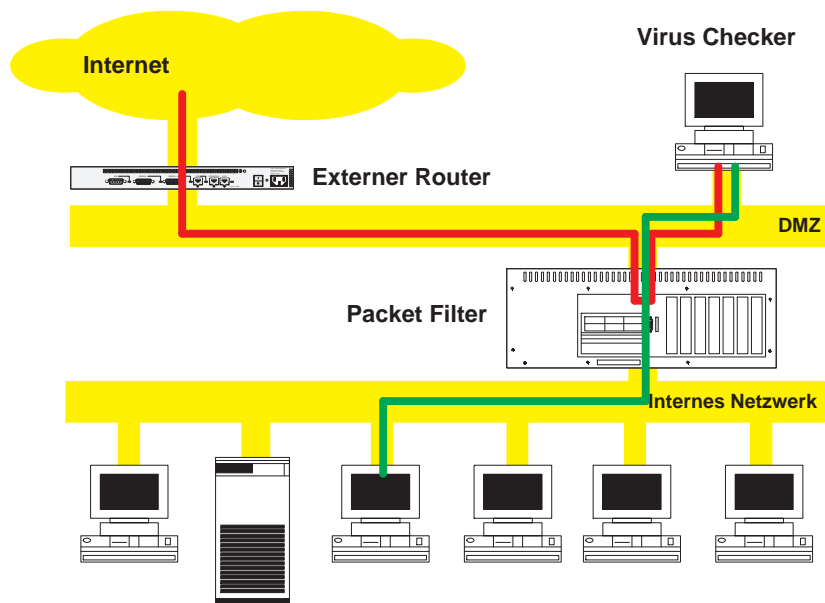 Virus Checker
Internet
Externer Router
DMZ
Packet Filter
Internes Netzwerk